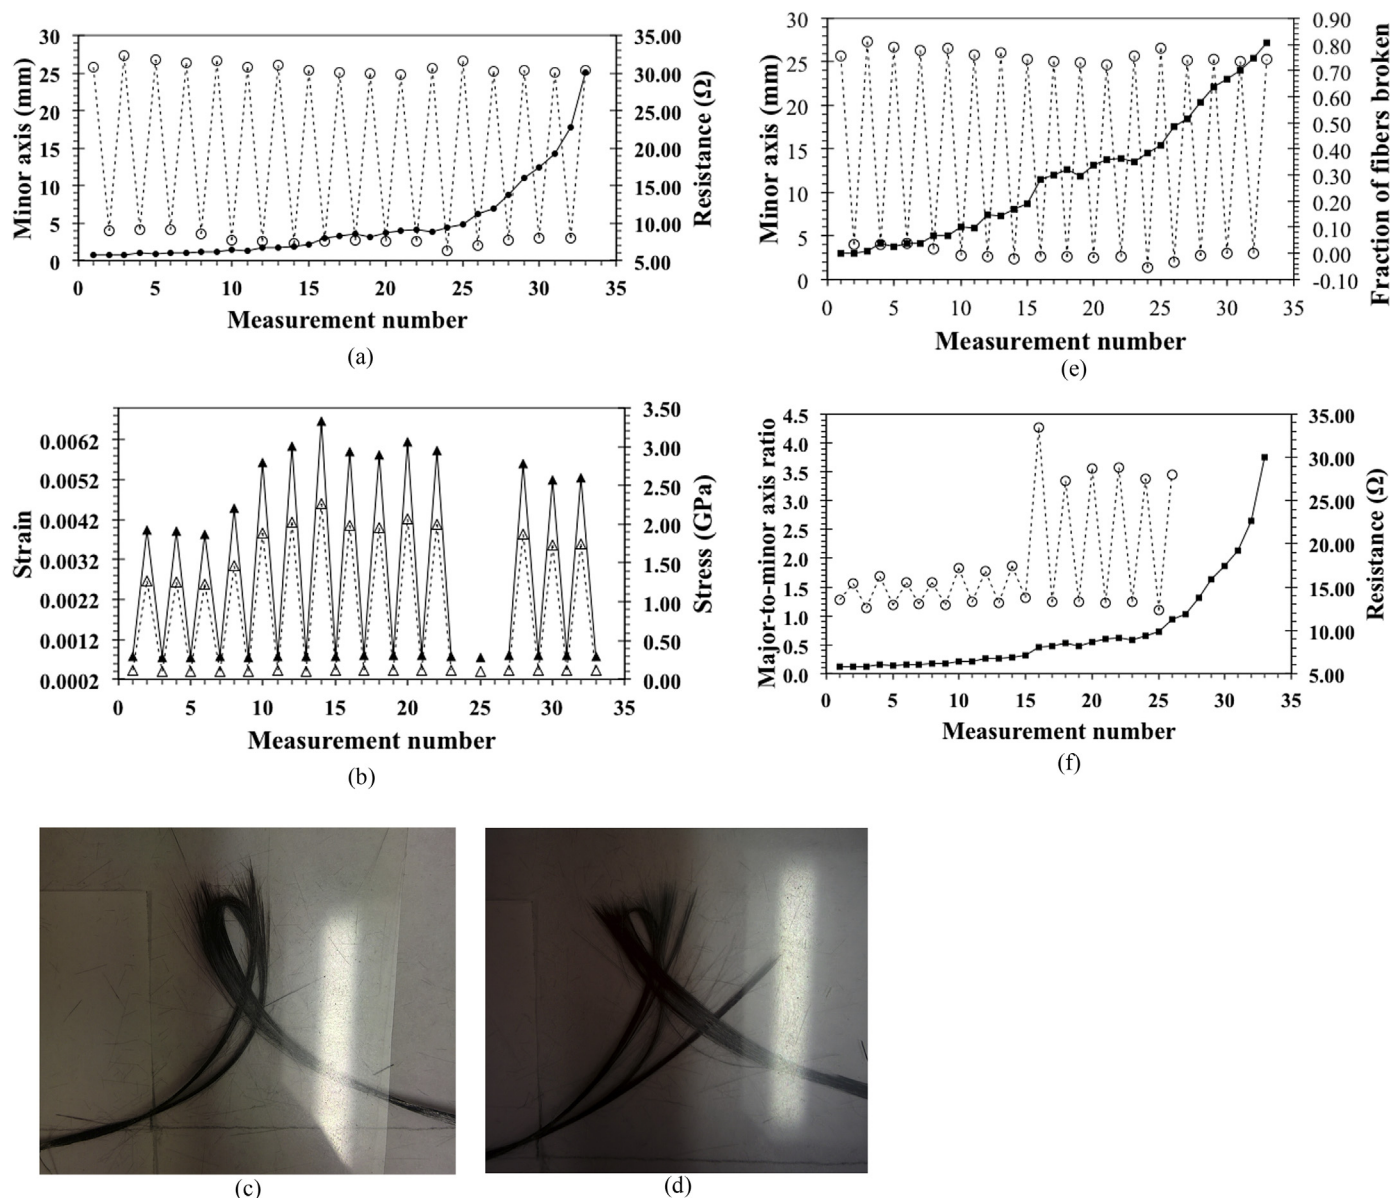 30
25
20
15
10
5
0
Minor axis (mm)
35.00
30.00
25.00
20.00
15.00
10.00
5.00
Resistance (Ω)
0 5 10 15 20 25 30 35
Measurement number
(a)
30
25
20
15
10
5
0
Minor axis (mm)
0.90
0.80
0.70
0.60
0.50
0.40
0.30
0.20
0.10
0.00
-0.10
Fraction of fibers broken
0 5 10 15 20 25 30 35
Measurement number
(e)
0.0062
0.0052
0.0042
0.0032
0.0022
0.0012
0.0002
Strain
3.50
3.00
2.50
2.00
1.50
1.00
0.50
0.00
Stress (GPa)
0 5 10 15 20 25 30 35
Measurement number
(b)
4.5
4.0
3.5
3.0
2.5
2.0
1.5
1.0
0.5
0.0
Major-to-minor axis ratio
35.00
30.00
25.00
20.00
15.00
10.00
5.00
Resistance (Ω)
0 5 10 15 20 25 30 35
Measurement number
(f)
(c)
(d)